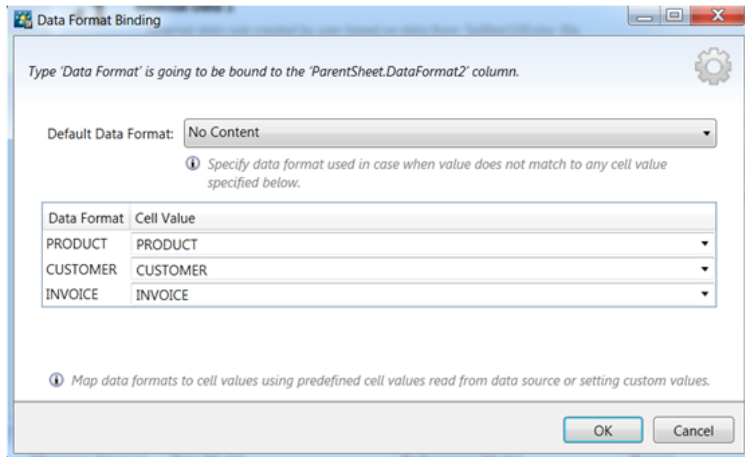 Data Format Binding
Type 'Data Format' is going to be bound to the 'ParentSheet.DataFormat2' column.
Default Data Format: No Content
Specify data format used in case when value does not match to any cell value
specified below.
Data Format Cell Value
PRODUCT PRODUCT
CUSTOMER CUSTOMER
INVOICE INVOICE
Map data formats to cell values using predefined cell values read from data source or setting custom values.
OK Cancel